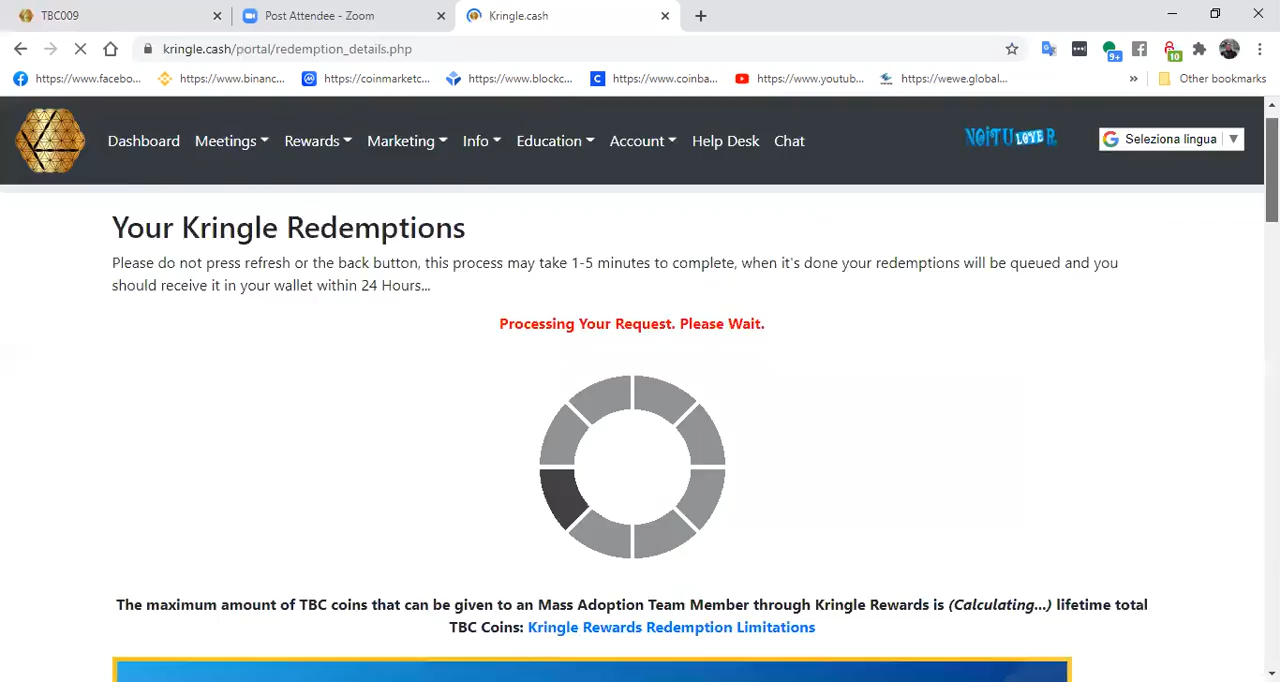 TBC009
Post Attendee - Zoom
Kringle.cash
kringle.cash/portal/redemption_details.php
9+
10
https://www.facebo...
https://www.binanc...
https://coinmarketc...
https://www.blockc...
https://www.coinba...
https://www.youtub...
https://wewe.global...
»
Other bookmarks
Dashboard
Meetings
Rewards
Marketing
Info
Education
Account
Help Desk
Chat
NOiTULOVER
Seleziona lingua
Your Kringle Redemptions
Please do not press refresh or the back button, this process may take 1-5 minutes to complete, when it's done your redemptions will be queued and you
should receive it in your wallet within 24 Hours...
Processing Your Request. Please Wait.
The maximum amount of TBC coins that can be given to an Mass Adoption Team Member through Kringle Rewards is (Calculating...) lifetime total
TBC Coins: Kringle Rewards Redemption Limitations